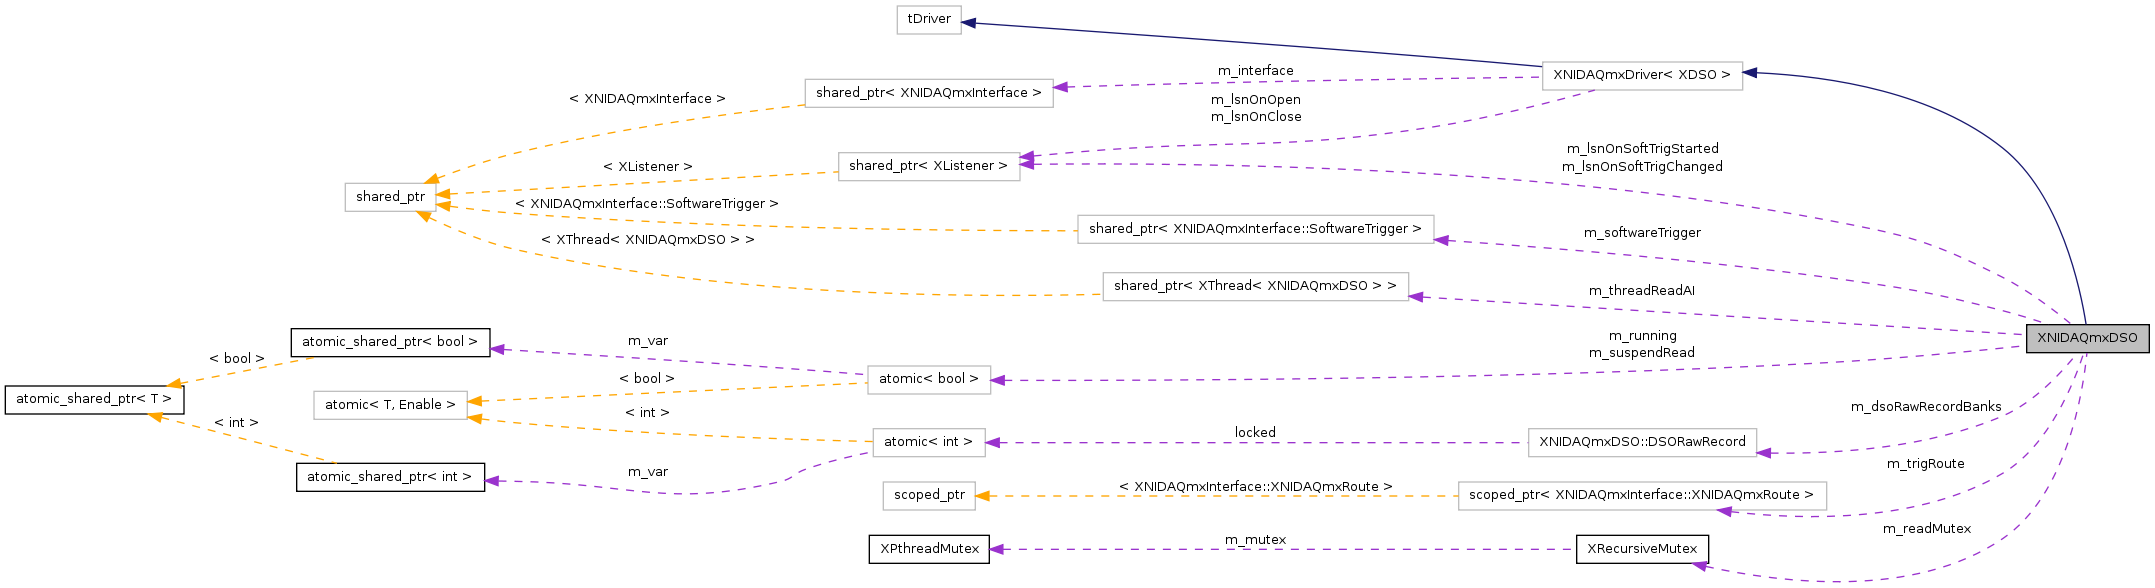 tDriver
XNIDAQmxDriver< XDSO >
m_interface
shared_ptr< XNIDAQmxInterface >
< XNIDAQmxInterface >
m_lsnOnOpen
m_lsnOnClose
m_lsnOnSoftTrigStarted
m_lsnOnSoftTrigChanged
< XListener >
shared_ptr< XListener >
shared_ptr
< XNIDAQmxInterface::SoftwareTrigger >
shared_ptr< XNIDAQmxInterface::SoftwareTrigger >
m_softwareTrigger
< XThread< XNIDAQmxDSO > >
shared_ptr< XThread< XNIDAQmxDSO > >
m_threadReadAI
XNIDAQmxDSO
m_running
m_suspendRead
atomic_shared_ptr< bool >
m_var
< bool >
atomic< bool >
< bool >
atomic_shared_ptr< T >
atomic< T, Enable >
< int >
< int >
m_dsoRawRecordBanks
locked
atomic< int >
XNIDAQmxDSO::DSORawRecord
m_trigRoute
m_var
atomic_shared_ptr< int >
scoped_ptr
< XNIDAQmxInterface::XNIDAQmxRoute >
scoped_ptr< XNIDAQmxInterface::XNIDAQmxRoute >
m_readMutex
XPthreadMutex
m_mutex
XRecursiveMutex